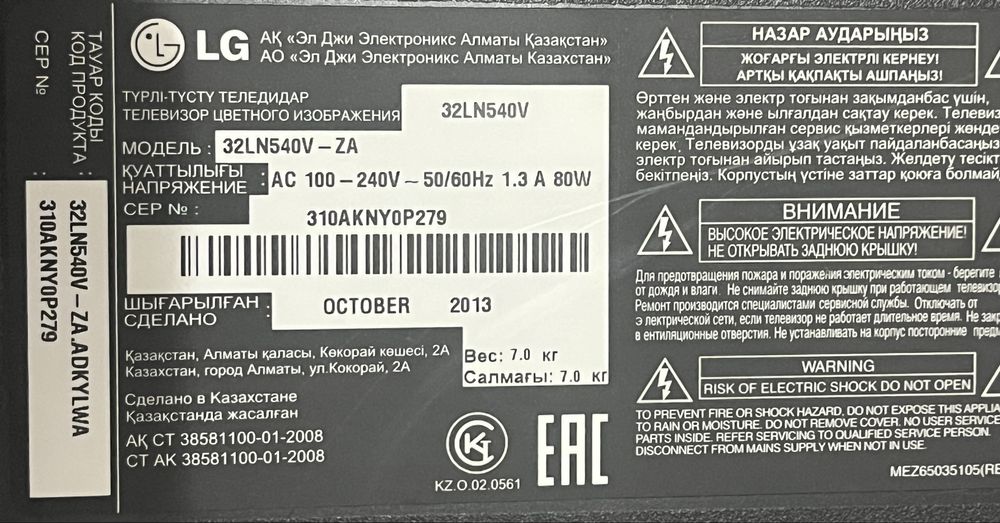 ТАУАР КОДЫ
КОД ПРОДУКТА :
СЕР №
32LN540V-ZA.ADKYLWA
310AKNY0P279
LG
АҚ «Эл Джи Электроникс Алматы Қазақстан»
АО «Эл Джи Электроникс Алматы Казахстан»
ТҮРЛІ-ТҮСТУ ТЕЛЕДИДАР
ТЕЛЕВИЗОР ЦВЕТНОГО ИЗОБРАЖЕНИЯ
32LN540V
МОДЕЛЬ : 32LN540V-ZA
ҚУАТТЫЛЫҒЫ
НАПРЯЖЕНИЕ : AC 100-240V~50/60Hz 1.3 A 80W
СЕР № :
310AKNY0P279
ШЫҒАРЫЛҒАН
СДЕЛАНО : OCTOBER 2013
Қазақстан, Алматы қаласы, Көкорай көшесі, 2А
Казахстан, город Алматы, ул.Кокорай, 2А
Вес: 7.0 кг
Салмағы: 7.0 кг
Сделано в Казахстане
Қазақстанда жасалған
АҚ СТ 38581100-01-2008
СТ АК 38581100-01-2008
KZ.O.02.0561
EAC
НАЗАР АУДАРЫҢЫЗ
ЖОҒАРҒЫ ЭЛЕКТРЛІ КЕРНЕУ!
АРТҚЫ ҚАҚПАҚТЫ АШПАҢЫЗ!
Өрттен және электр тоғынан зақымданбас үшін,
жаңбырдан және ылғалдан сақтау керек. Телевиз
мамандандырылған сервис қызметкерлері жөнде
керек. Телевизорды ұзақ уақыт пайдаланбасаңыз
электр тоғынан айырып тастаңыз. Желдету тесікт
бекітпеңіз. Корпустың үстіне заттар қоюға болмай
ВНИМАНИЕ
ВЫСОКОЕ ЭЛЕКТРИЧЕСКОЕ НАПРЯЖЕНИЕ!
НЕ ОТКРЫВАТЬ ЗАДНЮЮ КРЫШКУ!
Для предотвращения пожара и поражения электрическим током - берегите
от дождя и влаги. Не снимайте заднюю крышку при работающем телевизо
Ремонт производится специалистами сервисной службы. Отключать от
э лектрической сети, если телевизор не работает длительное время. Не зак
в ентиляционные отверстия. Не устанавливать на корпус посторонние пред
WARNING
RISK OF ELECTRIC SHOCK DO NOT OPEN
TO PREVENT FIRE OR SHOCK HAZARD, DO NOT EXPOSE THIS APPLIA
TO RAIN OR MOISTURE. DO NOT REMOVE COVER. NO USER SERVICE
PARTS INSIDE. REFER SERVICING TO QUALIFIED SERVICE PERSON.
DISCONNECT FROM MAINS SUPPLY WHEN NOT IN USE.
MEZ65035105(RE